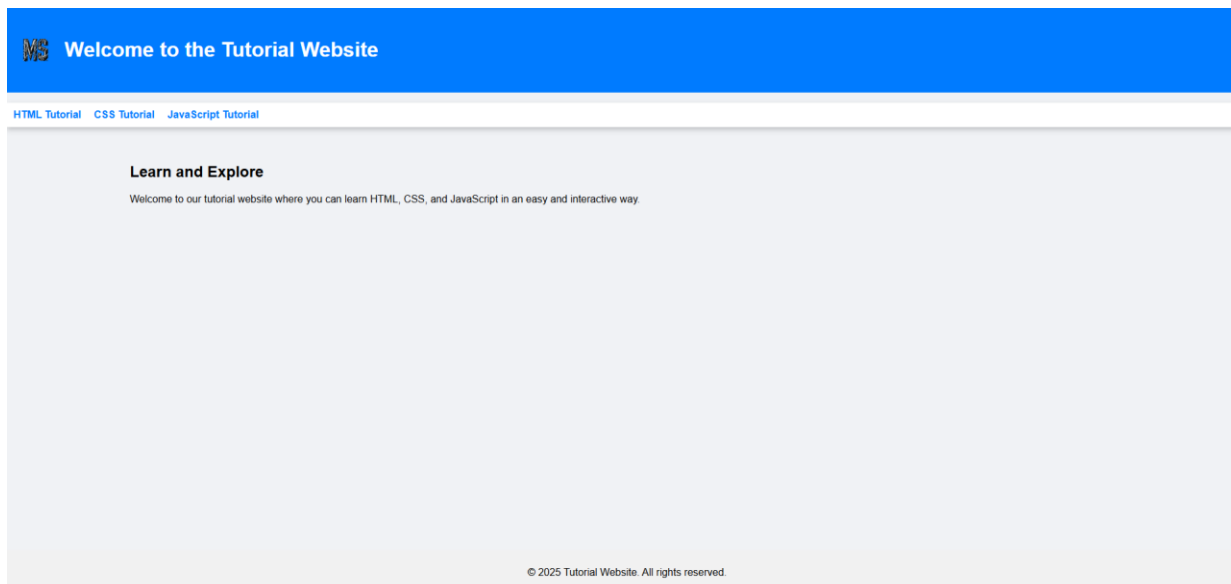 MS
Welcome to the Tutorial Website
HTML Tutorial CSS Tutorial JavaScript Tutorial
Learn and Explore
Welcome to our tutorial website where you can learn HTML, CSS, and JavaScript in an easy and interactive way.
© 2025 Tutorial Website. All rights reserved.